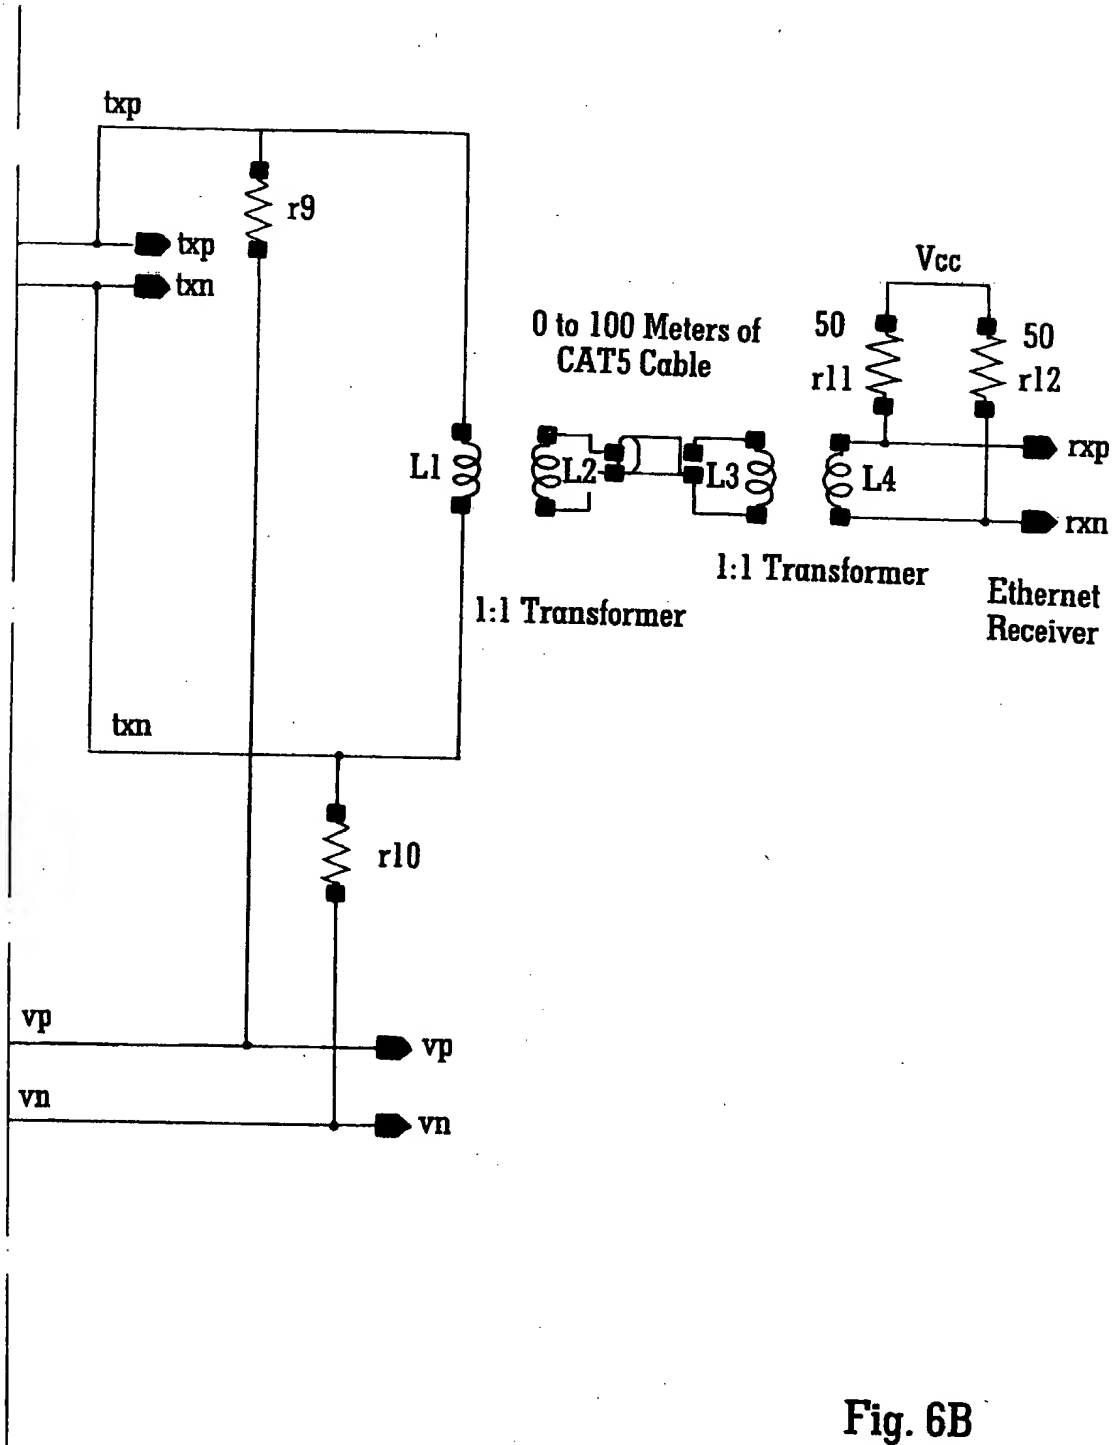 txp
r9
txp
txn
Vcc
0 to 100 Meters of
CAT5 Cable
50
r11
50
r12
L1
L2
L3
L4
rxp
rxn
1:1 Transformer
1:1 Transformer
Ethernet
Receiver
txn
r10
vp
vp
vn
vn
Fig. 6B